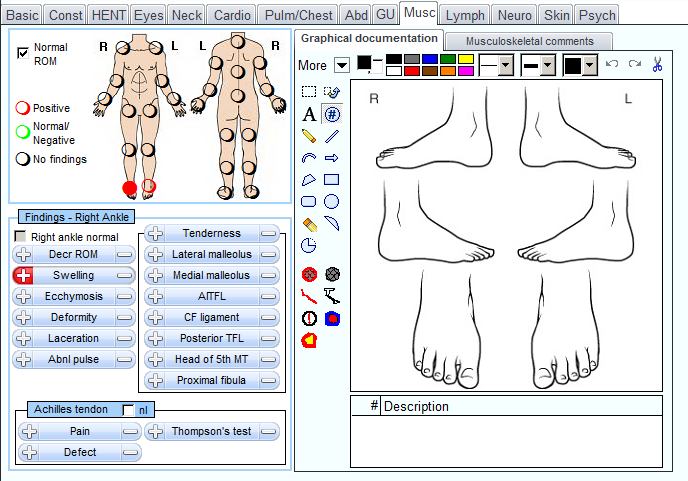 Basic Const HENT Eyes Neck Cardio Pulm/Chest Abd GU Musc Lymph Neuro Skin Psych
Normal
ROM
R L L R
Positive
Normal/
Negative
No findings
Findings - Right Ankle
Right ankle normal
Decr ROM
Swelling
Ecchymosis
Deformity
Laceration
Abnl pulse
Tenderness
Lateral malleolus
Medial malleolus
AITFL
CF ligament
Posterior TFL
Head of 5th MT
Proximal fibula
Achilles tendon nl
Pain
Thompson's test
Defect
Graphical documentation
Musculoskeletal comments
More
A
#
R L
# Description